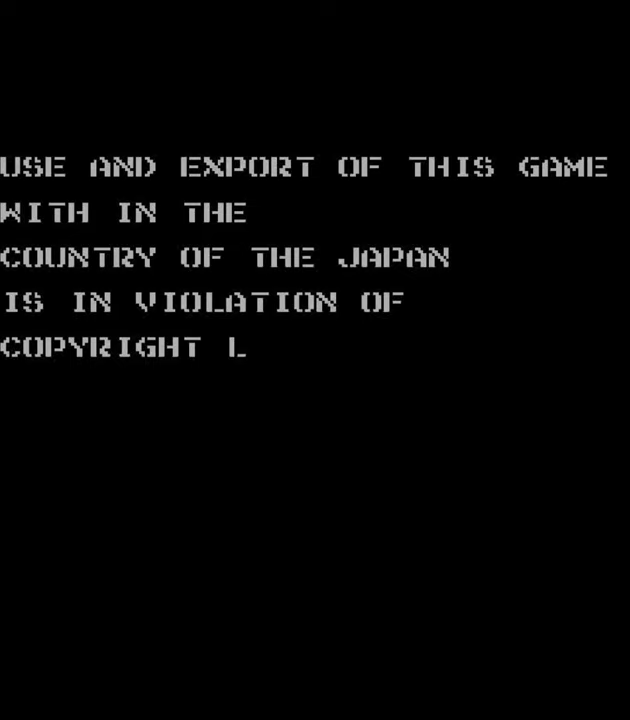 USE AND EXPORT OF THIS GAME
WITH IN THE
COUNTRY OF THE JAPAN
IS IN VIOLATION OF
COPYRIGHT L